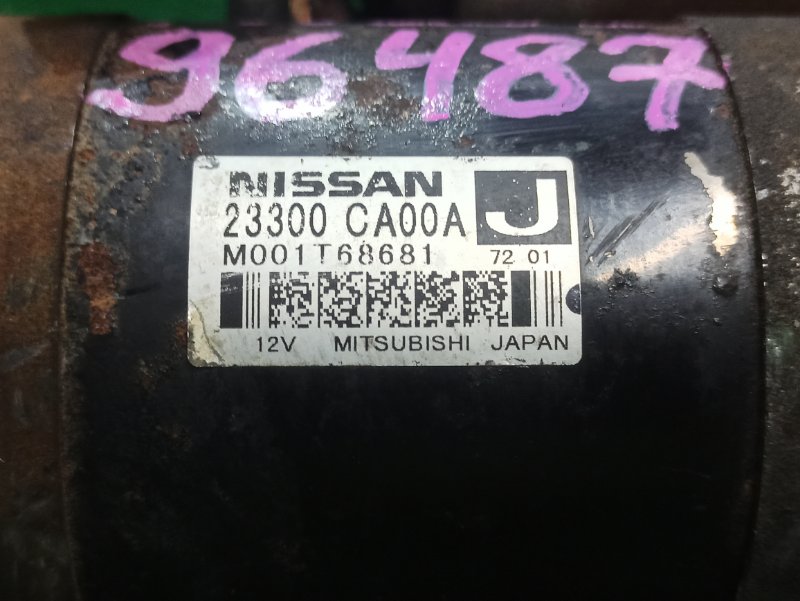 96487
NISSAN
23300 CA00A J
M001T68681 72 01
12V MITSUBISHI JAPAN